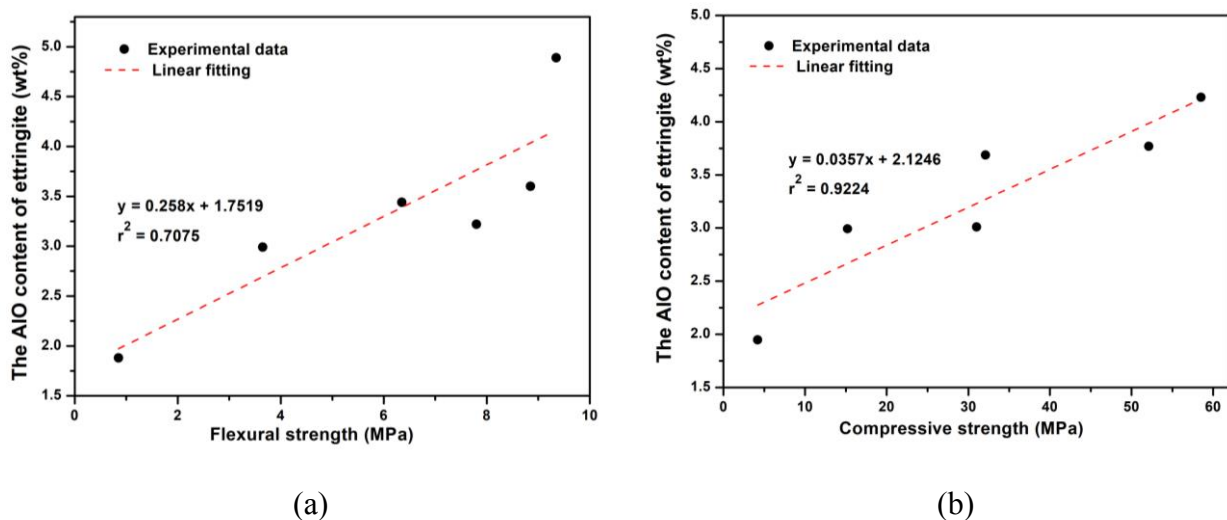 The AlO content of ettringite (wt%)
5.0
4.5
4.0
3.5
3.0
2.5
2.0
1.5
Experimental data
Linear fitting
y = 0.258x + 1.7519
r² = 0.7075
0 2 4 6 8 10
Flexural strength (MPa)
(a)
The AlO content of ettringite (wt%)
5.0
4.5
4.0
3.5
3.0
2.5
2.0
1.5
Experimental data
Linear fitting
y = 0.0357x + 2.1246
r² = 0.9224
0 10 20 30 40 50 60
Compressive strength (MPa)
(b)